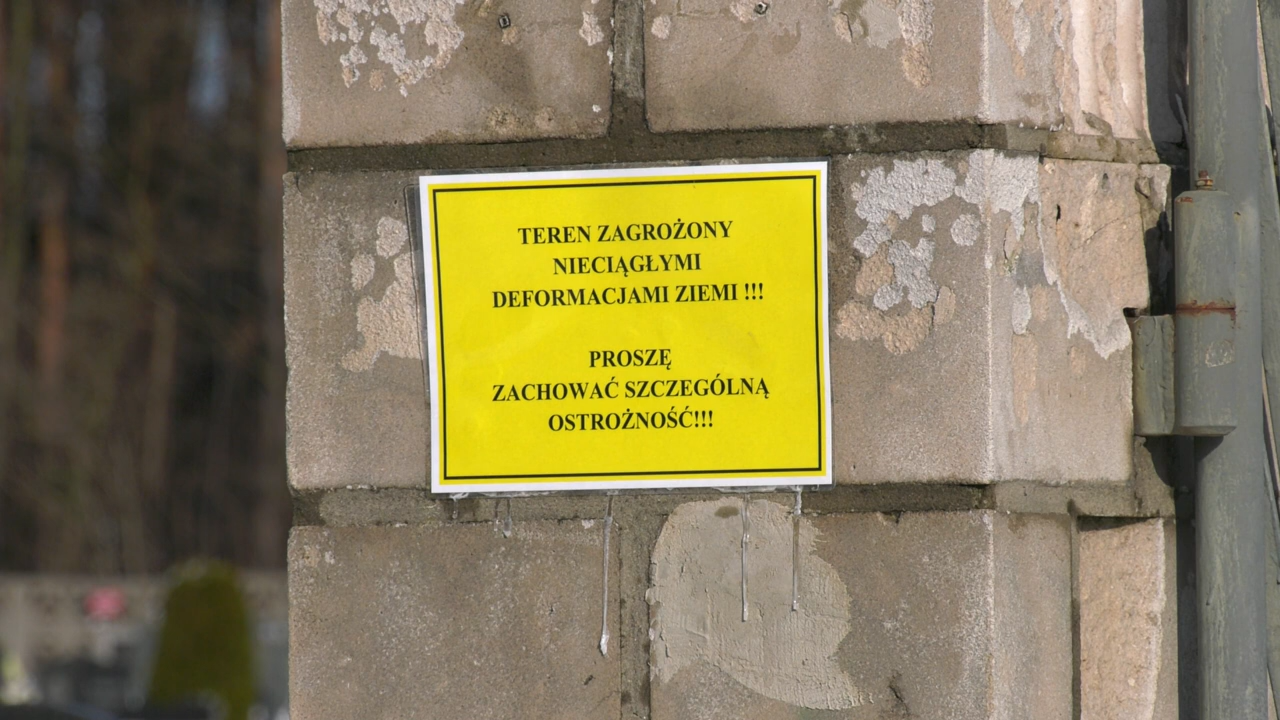 TEREN ZAGROŻONY
NIECIĄGŁYMI
DEFORMACJAMI ZIEMI !!!
PROSZĘ
ZACHOWAĆ SZCZEGÓLNĄ
OSTROŻNOŚĆ!!!